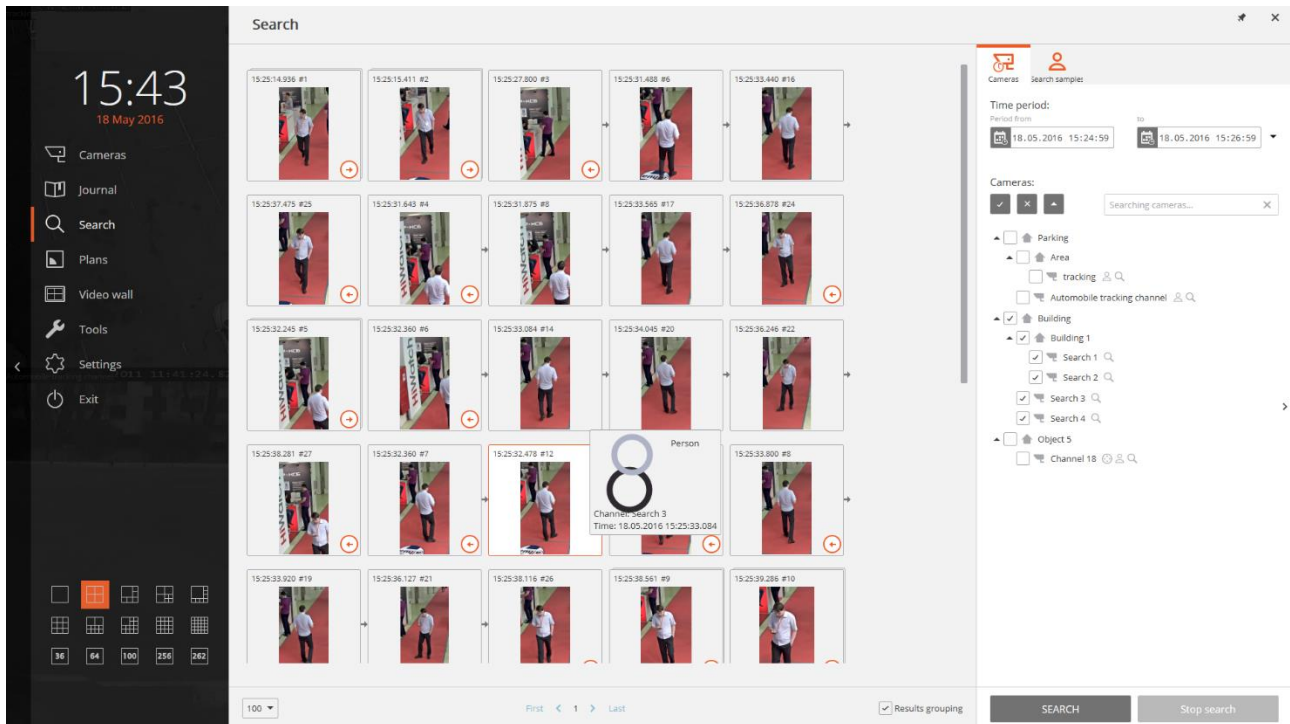 Search
15:43
18 May 2016
Cameras
Journal
Search
Plans
Video wall
Tools
Settings
Exit
36 64 100 256 262
15:25:14.936 #1
15:25:15.411 #2
15:25:27.800 #3
15:25:31.488 #6
15:25:33.440 #16
15:25:37.475 #25
15:25:31.643 #4
15:25:31.875 #8
15:25:33.565 #17
15:25:36.878 #24
15:25:32.245 #5
15:25:32.360 #6
15:25:33.084 #14
15:25:34.045 #20
15:25:36.246 #22
15:25:38.281 #27
15:25:32.360 #7
15:25:32.478 #12
15:25:33.800 #8
Person
Channel: Search 3
Time: 18.05.2016 15:25:33.084
15:25:33.920 #19
15:25:36.127 #21
15:25:38.116 #26
15:25:38.561 #9
15:25:39.286 #10
HiWatch
100
First < 1 > Last
Results grouping
Cameras
Search samples
Time period:
Period from
to
18.05.2016 15:24:59
18.05.2016 15:26:59
Cameras:
Searching cameras...
Parking
Area
tracking
Automobile tracking channel
Building
Building 1
Search 1
Search 2
Search 3
Search 4
Object 5
Channel 18
SEARCH
Stop search